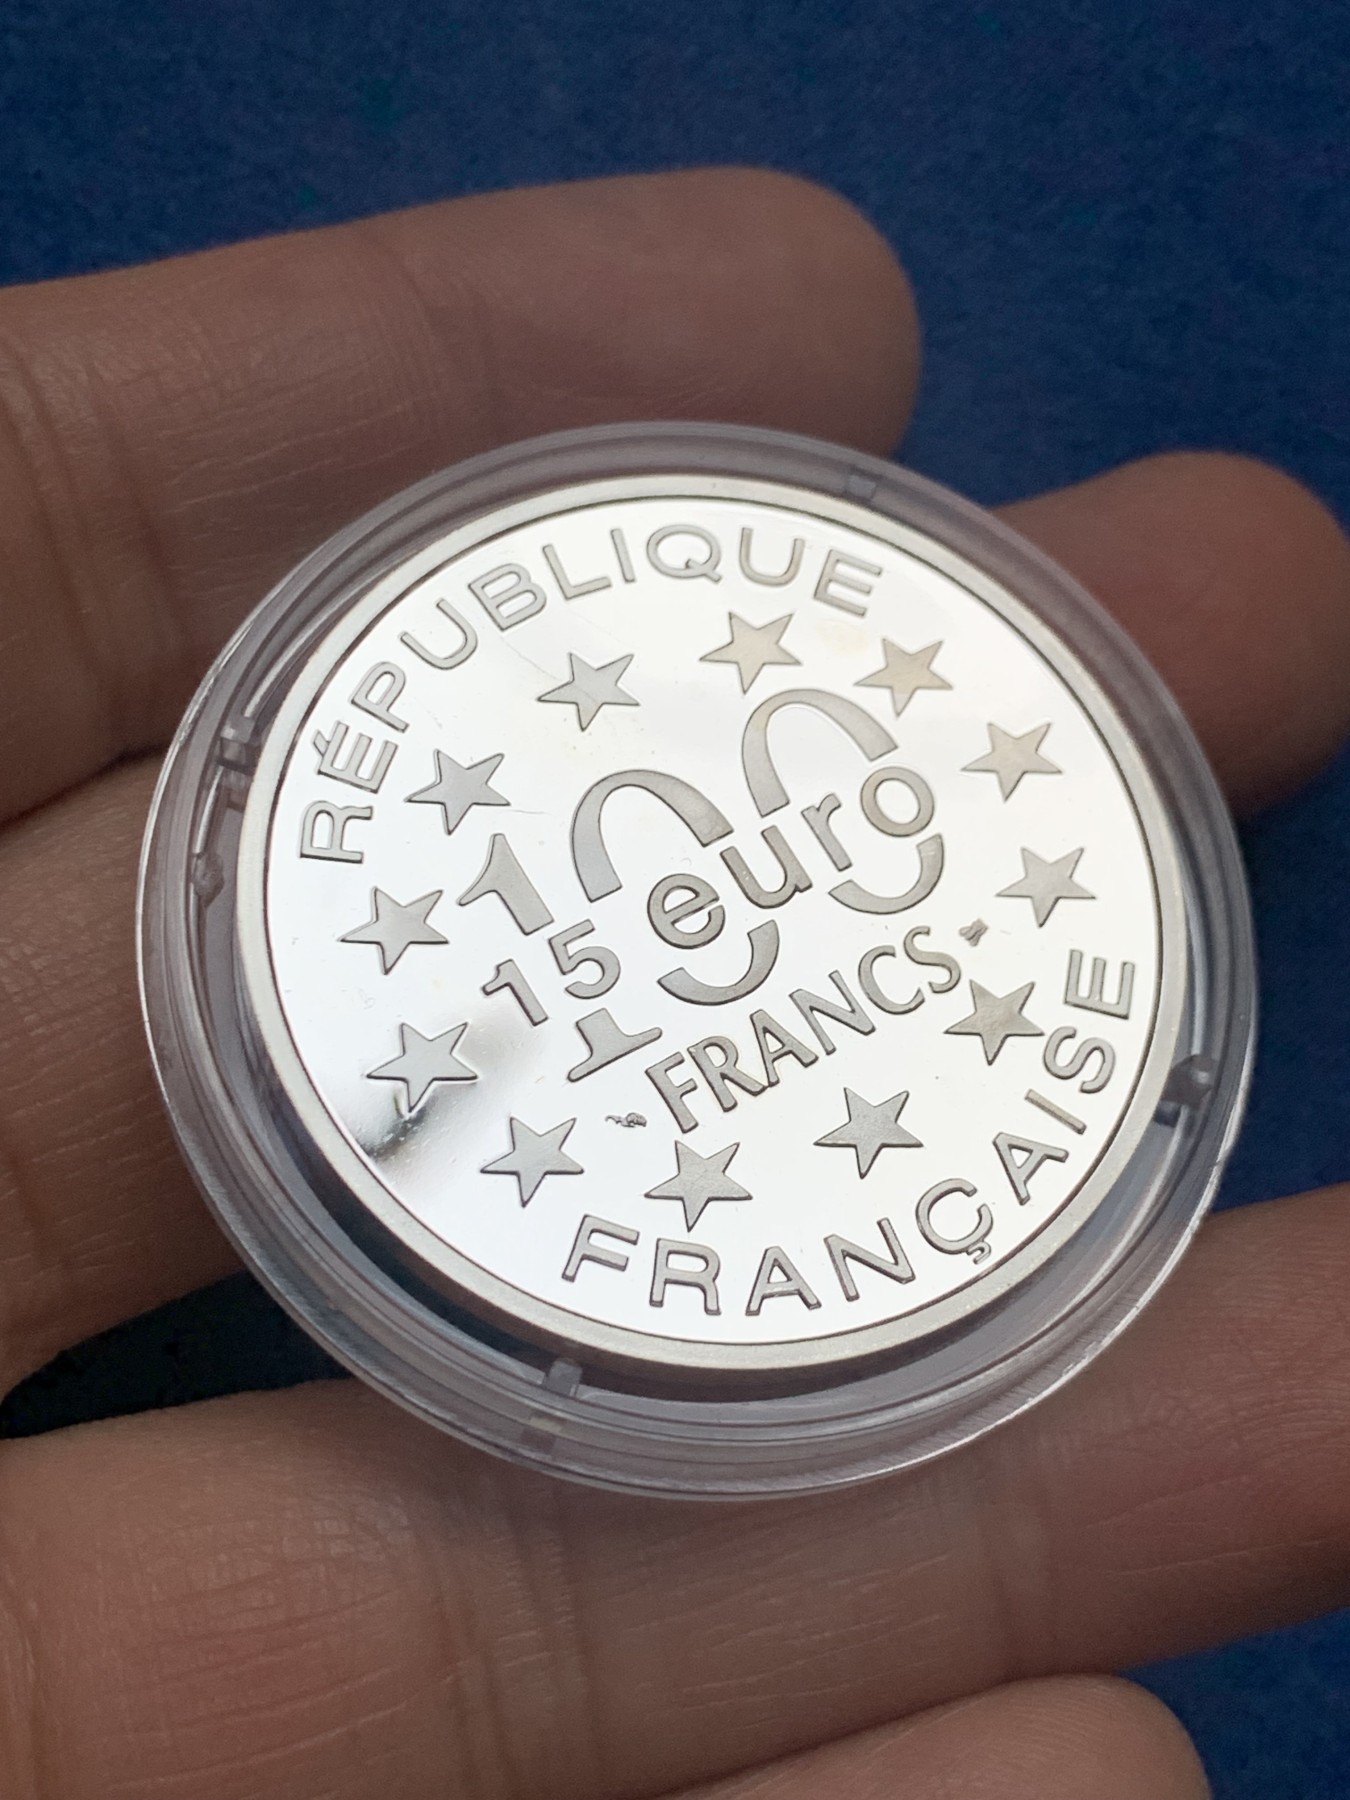 RÉPUBLIQUE
100
15 euro
FRANCS
FRANÇAISE